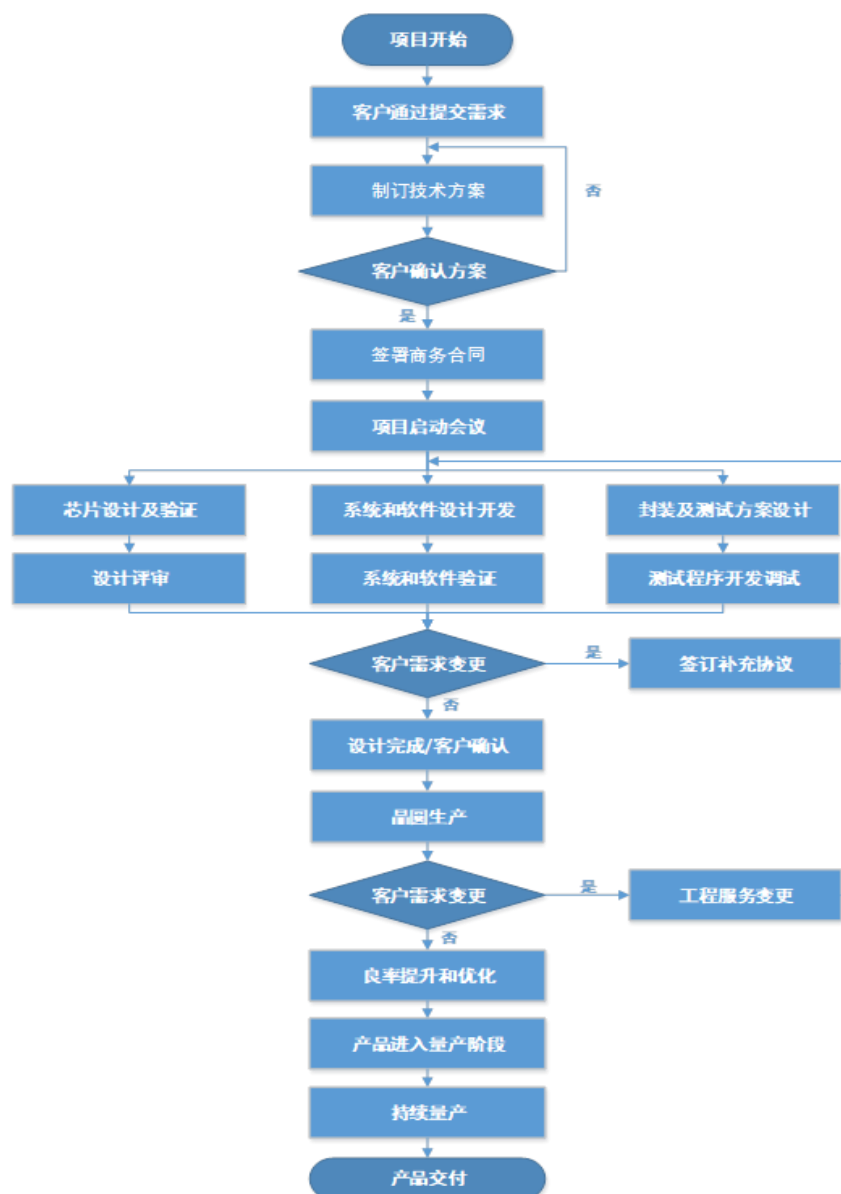 项目开始
客户通过提交需求
制订技术方案
否
客户确认方案
是
签署商务合同
项目启动会议
芯片设计及验证
系统和软件设计开发
封装及测试方案设计
设计评审
系统和软件验证
测试程序开发调试
客户需求变更
是
签订补充协议
否
设计完成/客户确认
晶圆生产
客户需求变更
是
工程服务变更
否
良率提升和优化
产品进入量产阶段
持续量产
产品交付